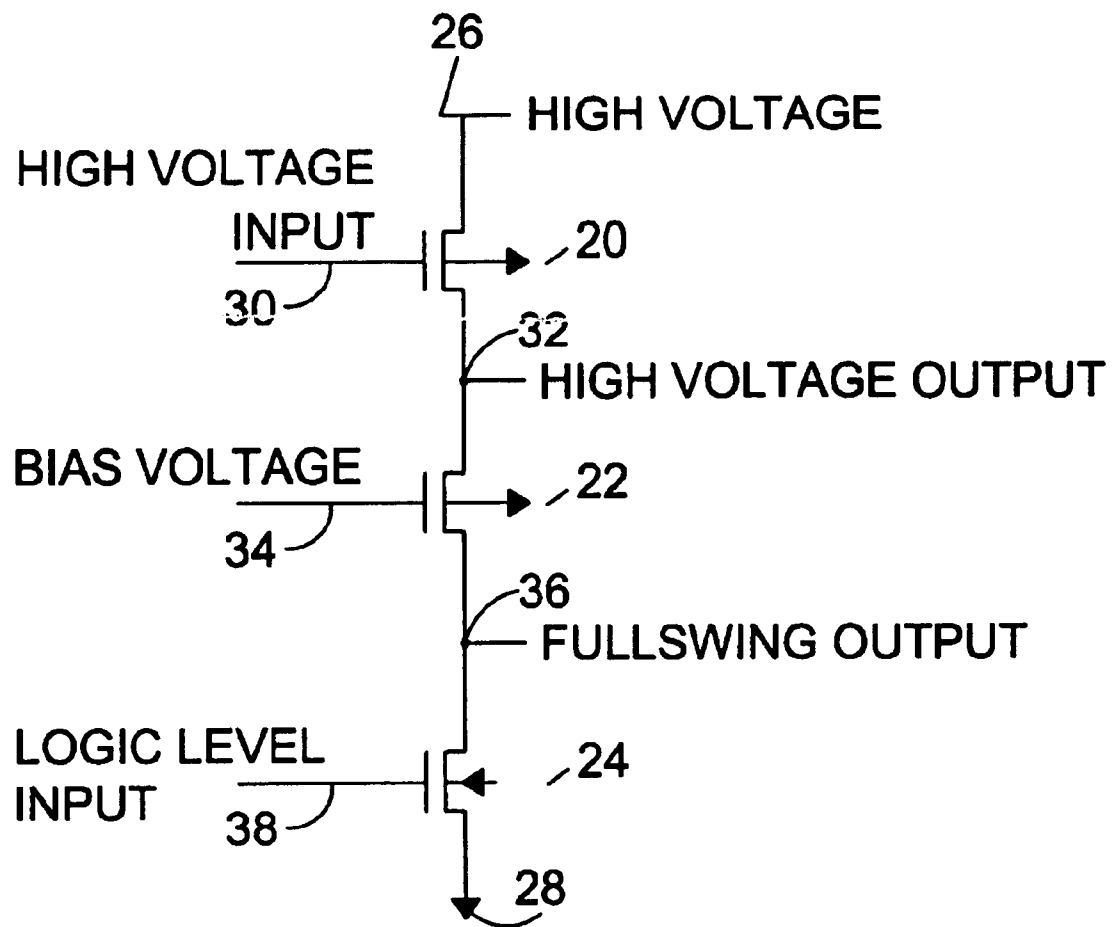 26
HIGH VOLTAGE
HIGH VOLTAGE
INPUT
20
30
32
HIGH VOLTAGE OUTPUT
BIAS VOLTAGE
22
34
36
FULLSWING OUTPUT
LOGIC LEVEL
INPUT
24
38
28